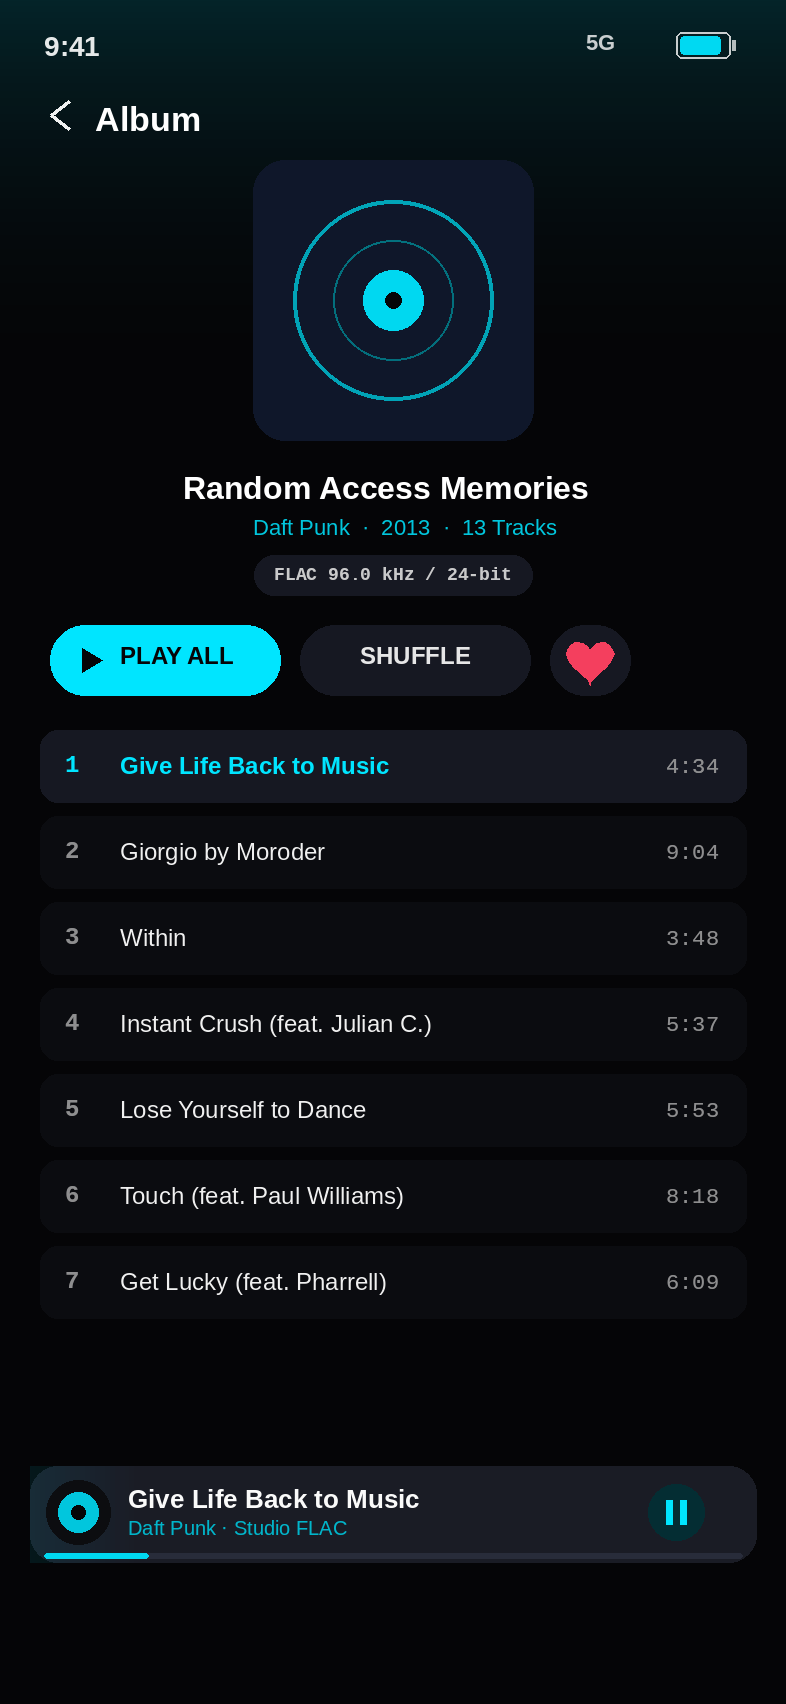 9:41 5G
Album
Random Access Memories
Daft Punk · 2013 · 13 Tracks
FLAC 96.0 kHz / 24-bit
PLAY ALL SHUFFLE
1 Give Life Back to Music 4:34
2 Giorgio by Moroder 9:04
3 Within 3:48
4 Instant Crush (feat. Julian C.) 5:37
5 Lose Yourself to Dance 5:53
6 Touch (feat. Paul Williams) 8:18
7 Get Lucky (feat. Pharrell) 6:09
Give Life Back to Music
Daft Punk · Studio FLAC